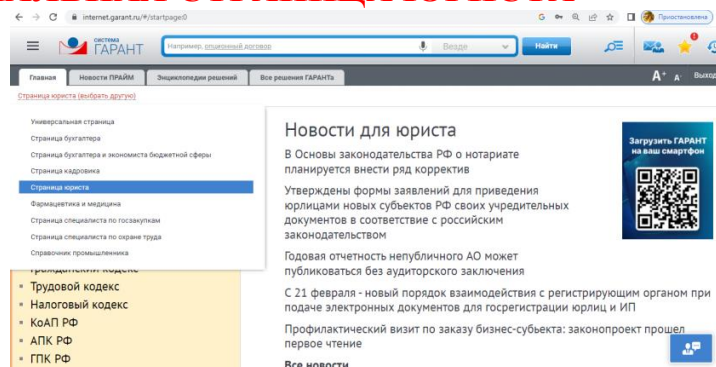 internet.garant.ru/#/startpage:0
Приостановлена
СИСТЕМА
ГАРАНТ
Например, опционный договор
Везде
Найти
0
Главная
Новости ПРАЙМ
Энциклопедии решений
Все решения ГАРАНТа
A+ A-
Выход
Страница юриста (выбрать другую)
Универсальная страница
Страница бухгалтера
Страница бухгалтера и экономиста бюджетной сферы
Страница кадровика
Страница юриста
Фармацевтика и медицина
Страница специалиста по госзакупкам
Страница специалиста по охране труда
Справочник промышленника
Гражданский кодекс
Трудовой кодекс
Налоговый кодекс
КоАП РФ
АПК РФ
ГПК РФ
Новости для юриста
В Основы законодательства РФ о нотариате
планируется внести ряд корректив
Утверждены формы заявлений для приведения
юрлицами новых субъектов РФ своих учредительных
документов в соответствие с российским
законодательством
Годовая отчетность непубличного АО может
публиковаться без аудиторского заключения
С 21 февраля - новый порядок взаимодействия с регистрирующим органом при
подаче электронных документов для госрегистрации юрлиц и ИП
Профилактический визит по заказу бизнес-субъекта: законопроект прошел
первое чтение
Все новости
Загрузить ГАРАНТ
на ваш смартфон